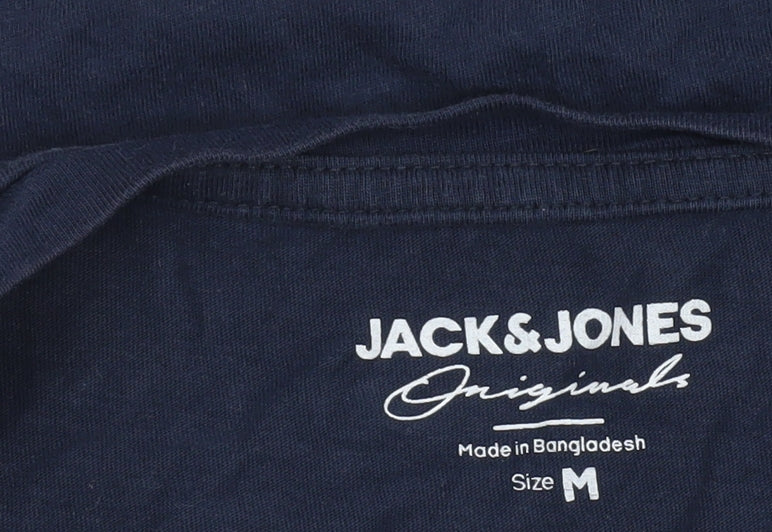 JACK&JONES
Originals
Made in Bangladesh
Size M